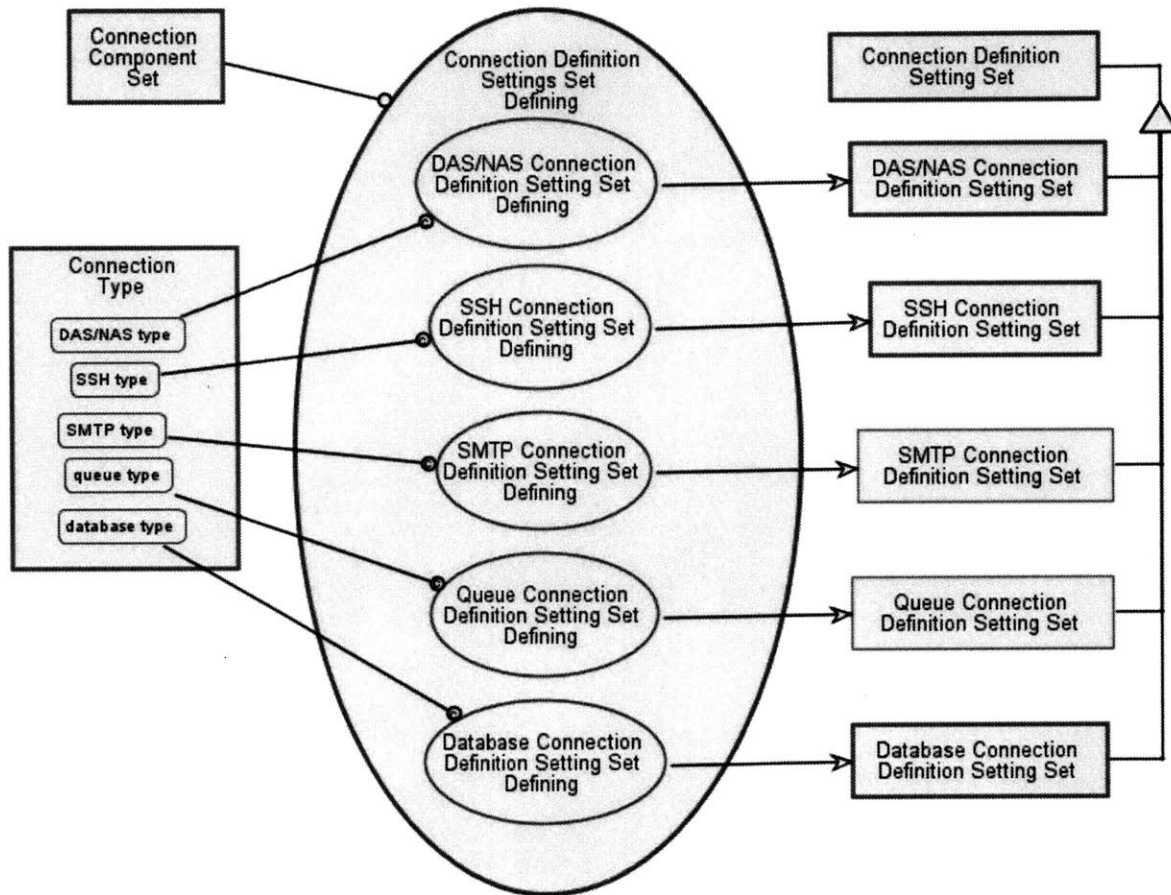 Connection
Component
Set
Connection Definition
Settings Set
Defining
Connection Definition
Setting Set
DAS/NAS Connection
Definition Setting Set
Defining
DAS/NAS Connection
Definition Setting Set
Connection
Type
DAS/NAS type
SSH type
SMTP type
queue type
database type
SSH Connection
Definition Setting Set
Defining
SSH Connection
Definition Setting Set
SMTP Connection
Definition Setting Set
Defining
SMTP Connection
Definition Setting Set
Queue Connection
Definition Setting Set
Defining
Queue Connection
Definition Setting Set
Database Connection
Definition Setting Set
Defining
Database Connection
Definition Setting Set